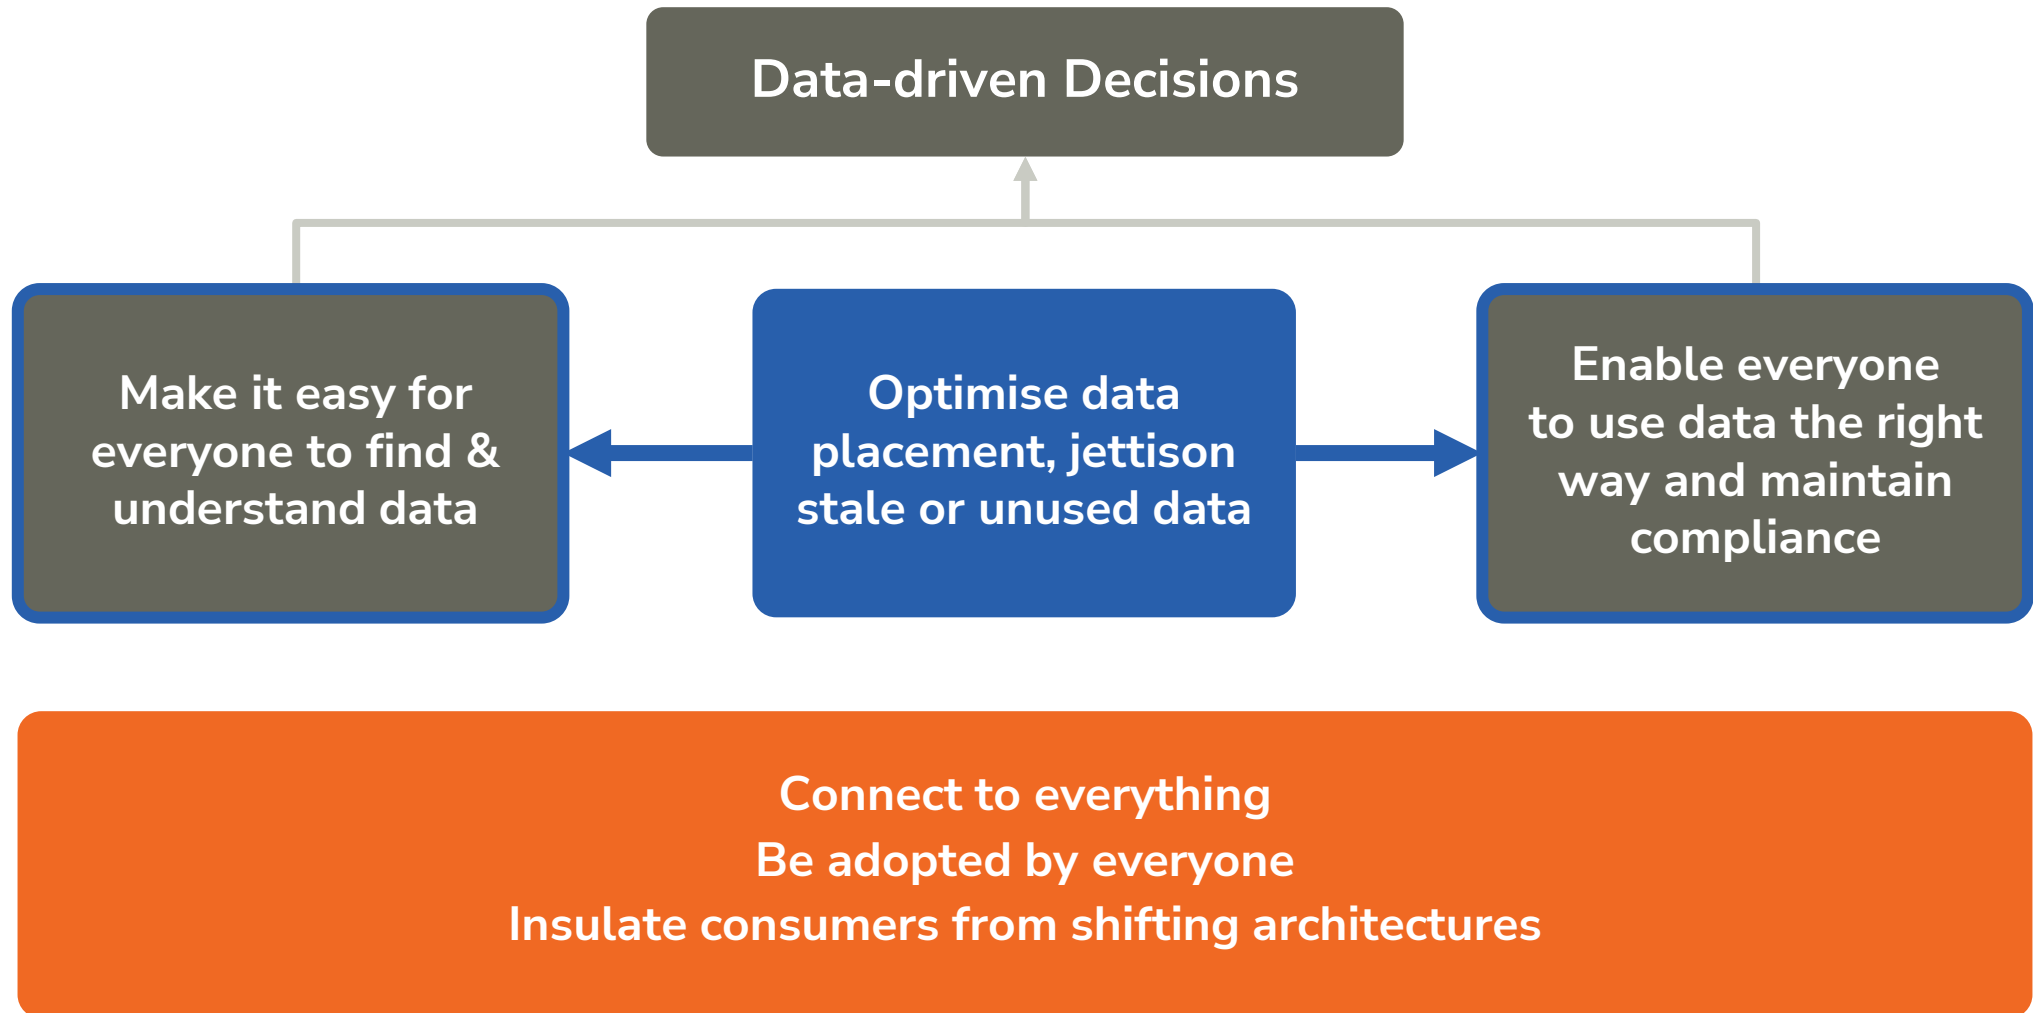 Data-driven Decisions
Make it easy for
everyone to find &
understand data
Optimise data
placement, jettison
stale or unused data
Enable everyone
to use data the right
way and maintain
compliance
Connect to everything
Be adopted by everyone
Insulate consumers from shifting architectures